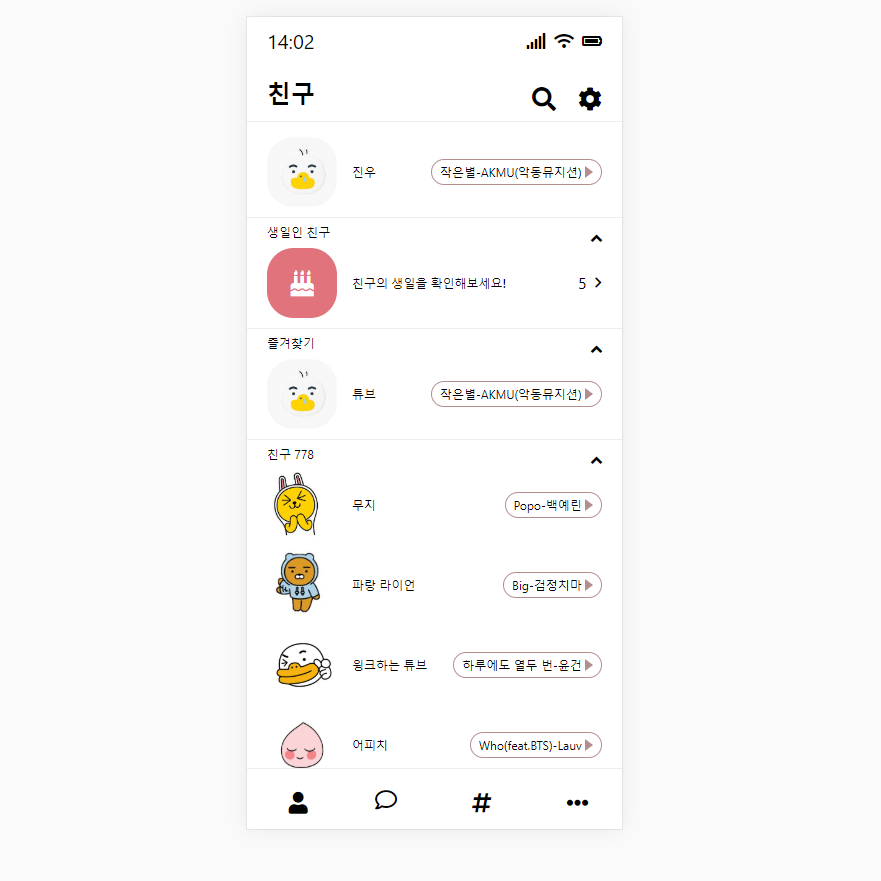 14:02
친구
진우 작은별-AKMU(악동뮤지션)
생일인 친구
친구의 생일을 확인해보세요! 5
즐겨찾기
튜브 작은별-AKMU(악동뮤지션)
친구 778
무지 Popo-백예린
파랑 라이언 Big-검정치마
윙크하는 튜브 하루에도 열두 번-윤건
어피치 Who(feat.BTS)-Lauv
#